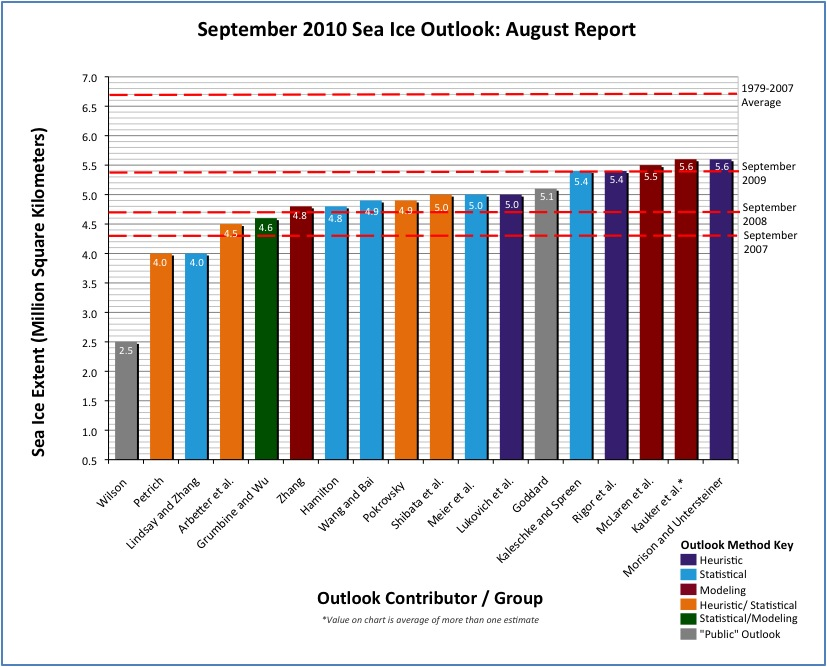 September 2010 Sea Ice Outlook: August Report
Sea Ice Extent (Million Square Kilometers)
7.0
6.5
6.0
5.5
5.0
4.5
4.0
3.5
3.0
2.5
2.0
1.5
1.0
0.5
1979-2007
Average
September
2009
September
2008
September
2007
2.5
4.0
4.0
4.5
4.6
4.8
4.8
4.9
4.9
5.0
5.0
5.0
5.1
5.4
5.4
5.5
5.6
5.6
Wilson
Petrich
Lindsay and Zhang
Arbetter et al.
Grumbine and Wu
Zhang
Hamilton
Wang and Bai
Pokrovsky
Shibata et al.
Meier et al.
Lukovich et al.
Goddard
Kaleschke and Spreen
Rigor et al.
McLaren et al.
Kauker et al.*
Morison and Untersteiner
Outlook Contributor / Group
*Value on chart is average of more than one estimate
Outlook Method Key
Heuristic
Statistical
Modeling
Heuristic/ Statistical
Statistical/Modeling
"Public" Outlook